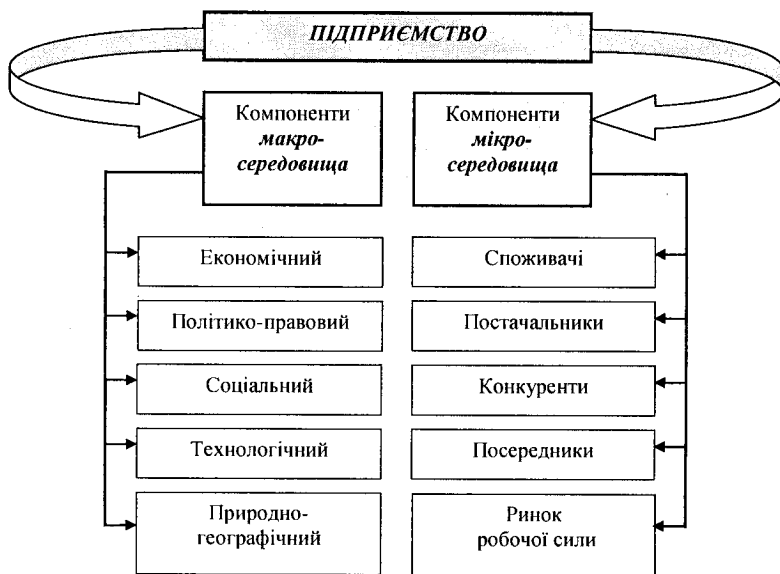 ПІДПРИЄМСТВО
Компоненти
макро-
середовища
Економічний
Політико-правовий
Соціальний
Технологічний
Природно-
географічний
Компоненти
мікро-
середовища
Споживачі
Постачальники
Конкуренти
Посередники
Ринок
робочої сили